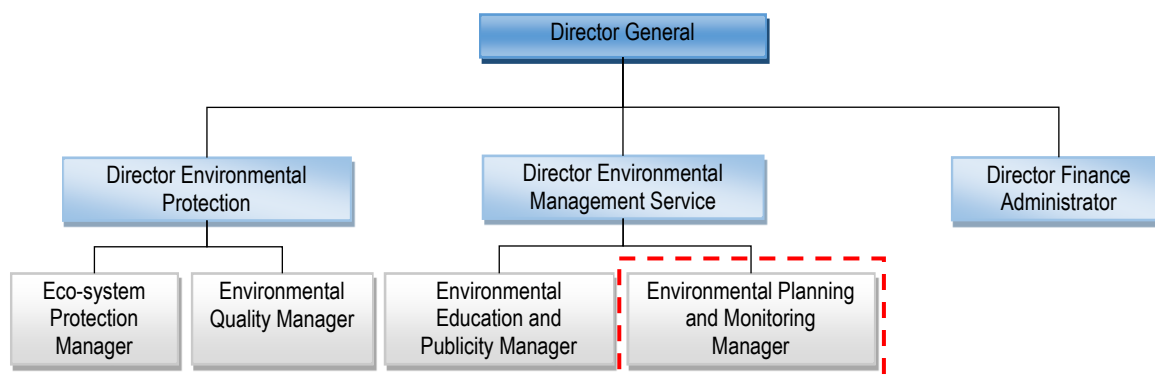 Director General
Director Environmental
Protection
Director Environmental
Management Service
Director Finance
Administrator
Eco-system
Protection
Manager
Environmental
Quality Manager
Environmental
Education and
Publicity Manager
Environmental Planning
and Monitoring
Manager